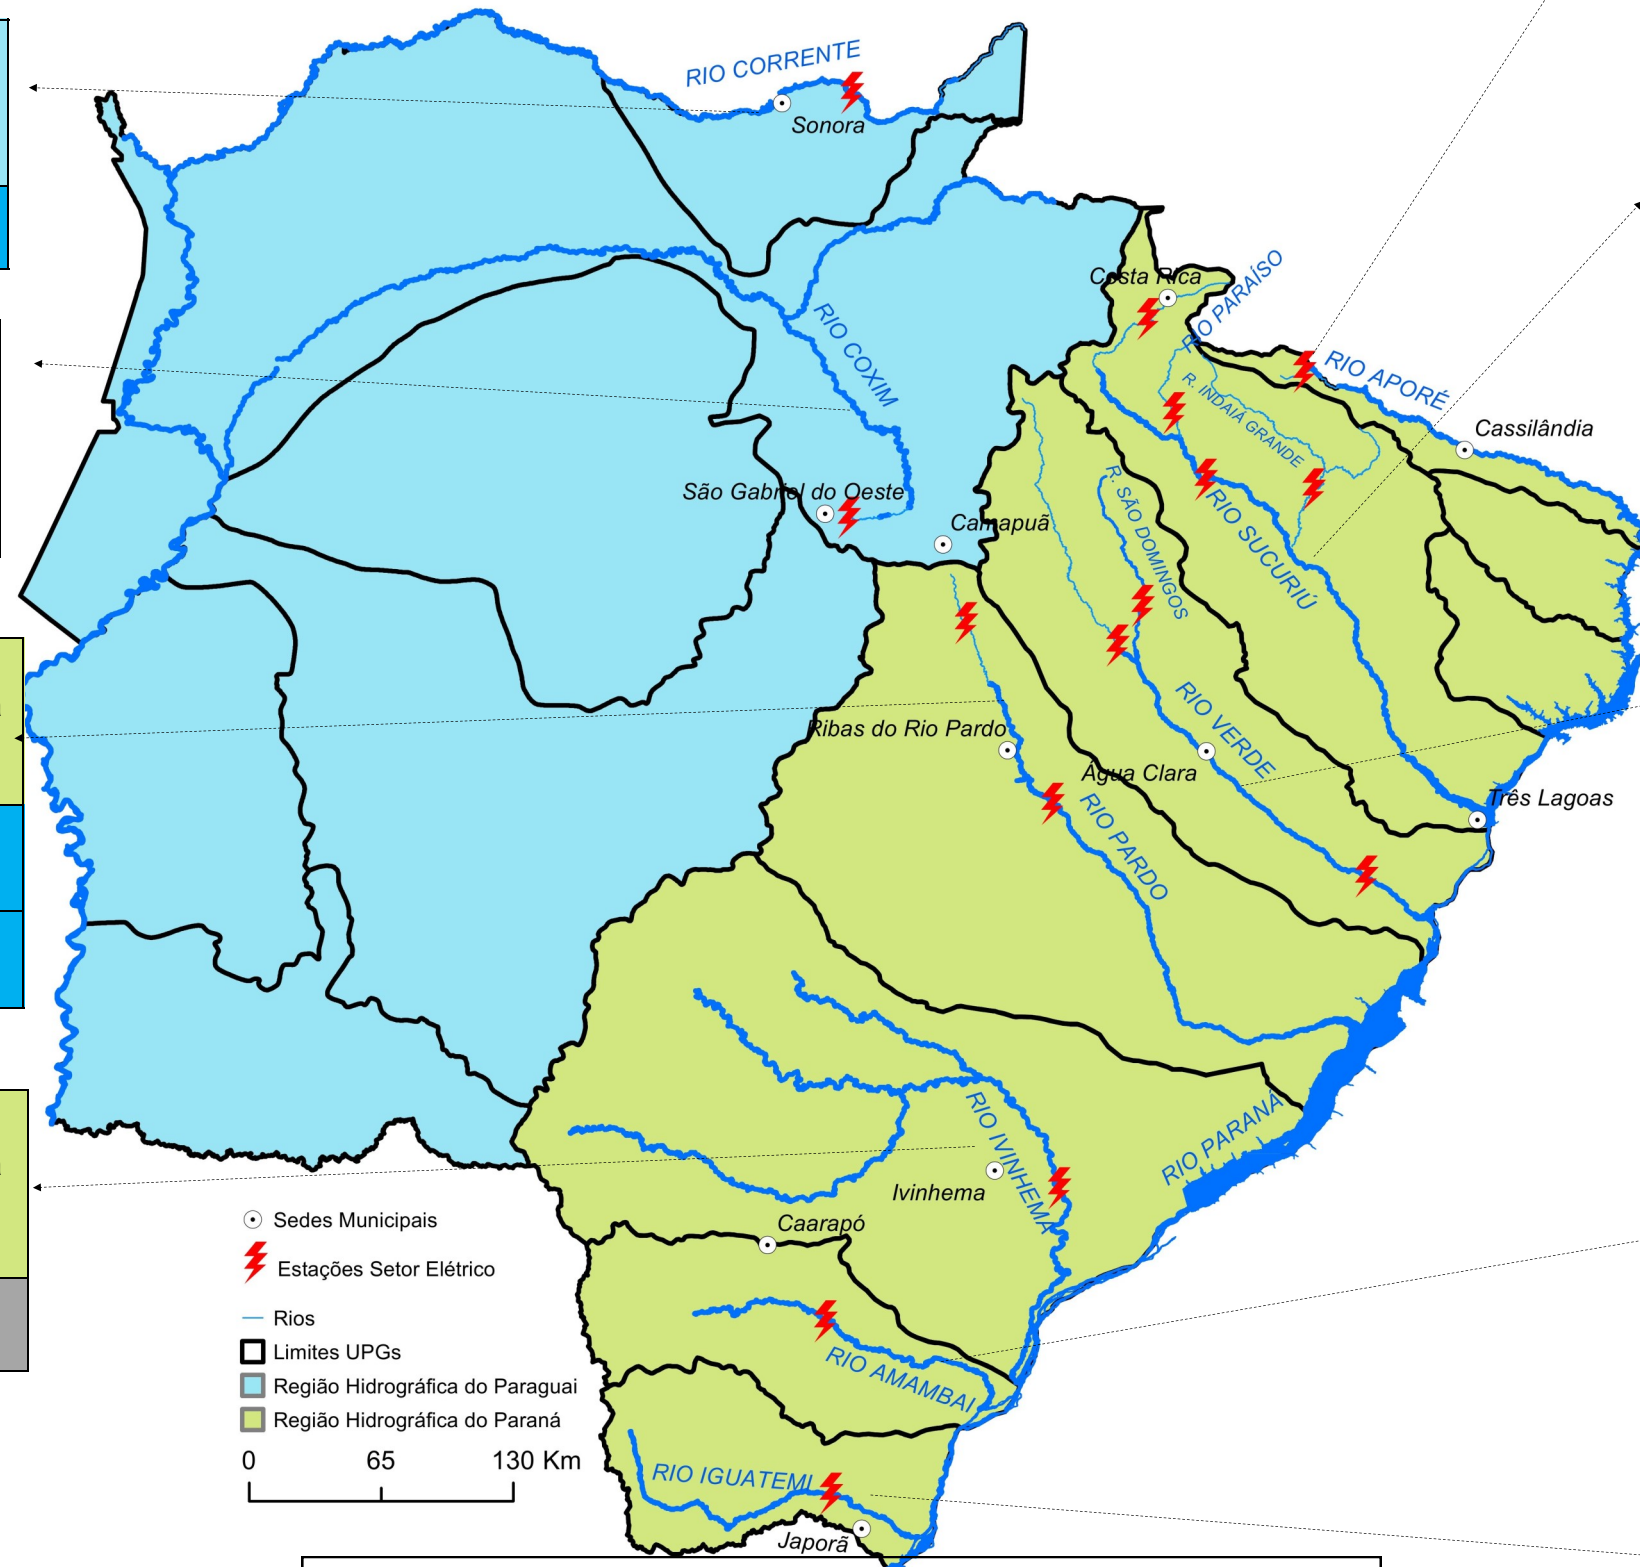 RIO CORRENTE
Sonora
Costa Rica
RIO PARAÍSO
RIO COXIM
RIO APORÉ
R. INDAIÁ GRANDE
Cassilândia
São Gabriel do Oeste
Camapuã
R. SÃO DOMINGOS
RIO SUCURIÚ
Ribas do Rio Pardo
RIO VERDE
Água Clara
RIO PARDO
Três Lagoas
RIO IVINHEMA
RIO PARANÁ
Ivinhema
Caarapó
Sedes Municipais
Estações Setor Elétrico
Rios
Limites UPGs
Região Hidrográfica do Paraguai
Região Hidrográfica do Paraná
0 65 130 Km
RIO AMAMBAI
RIO IGUATEMI
Japorã